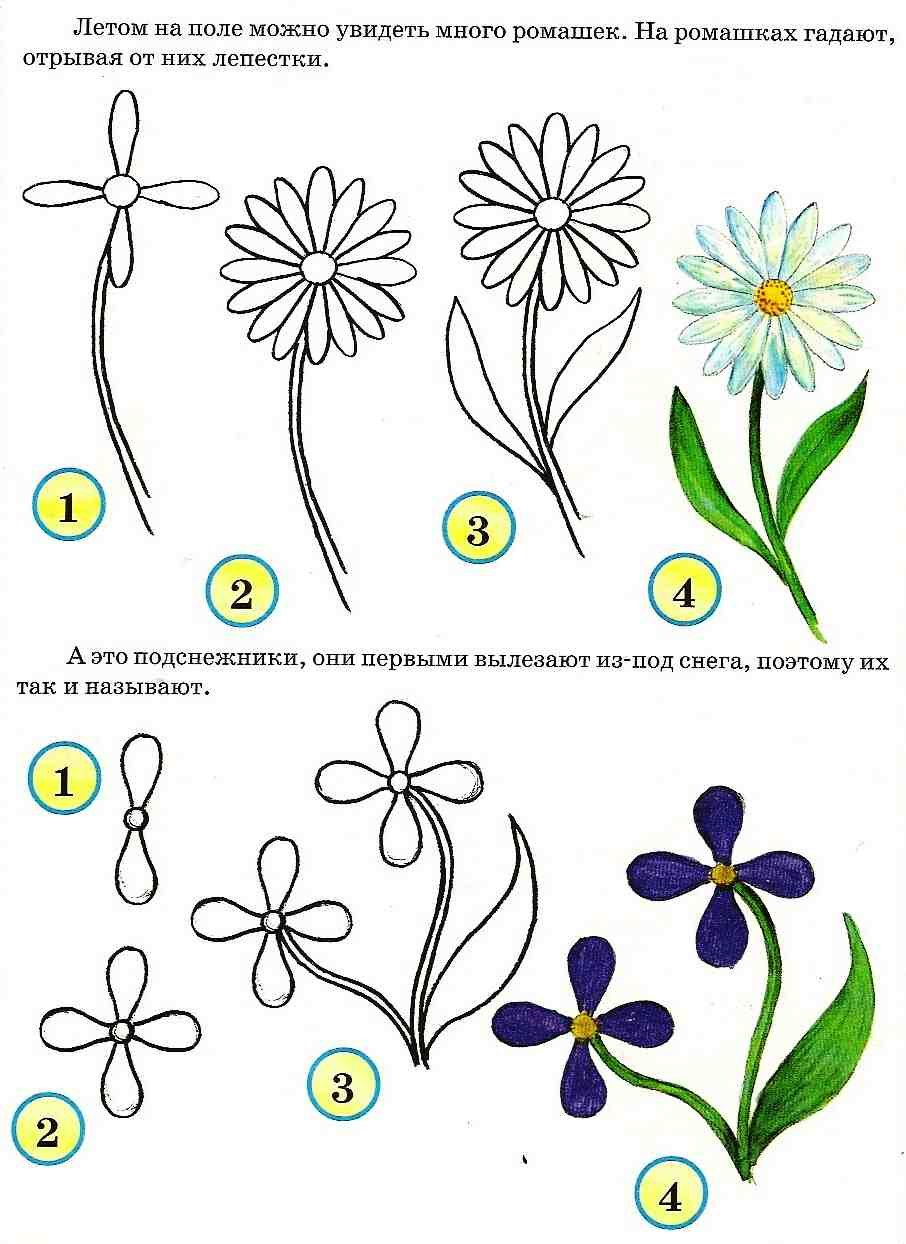 Летом на поле можно увидеть много ромашек. На ромашках гадают,
отрывая от них лепестки.
1
2
3
4
А это подснежники, они первыми вылезают из-под снега, поэтому их
так и называют.
1
2
3
4